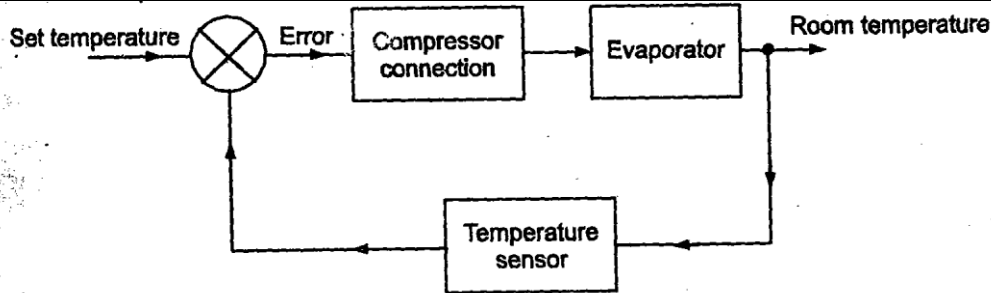 Set temperature
Error
Compressor
connection
Evaporator
Room temperature
Temperature
sensor